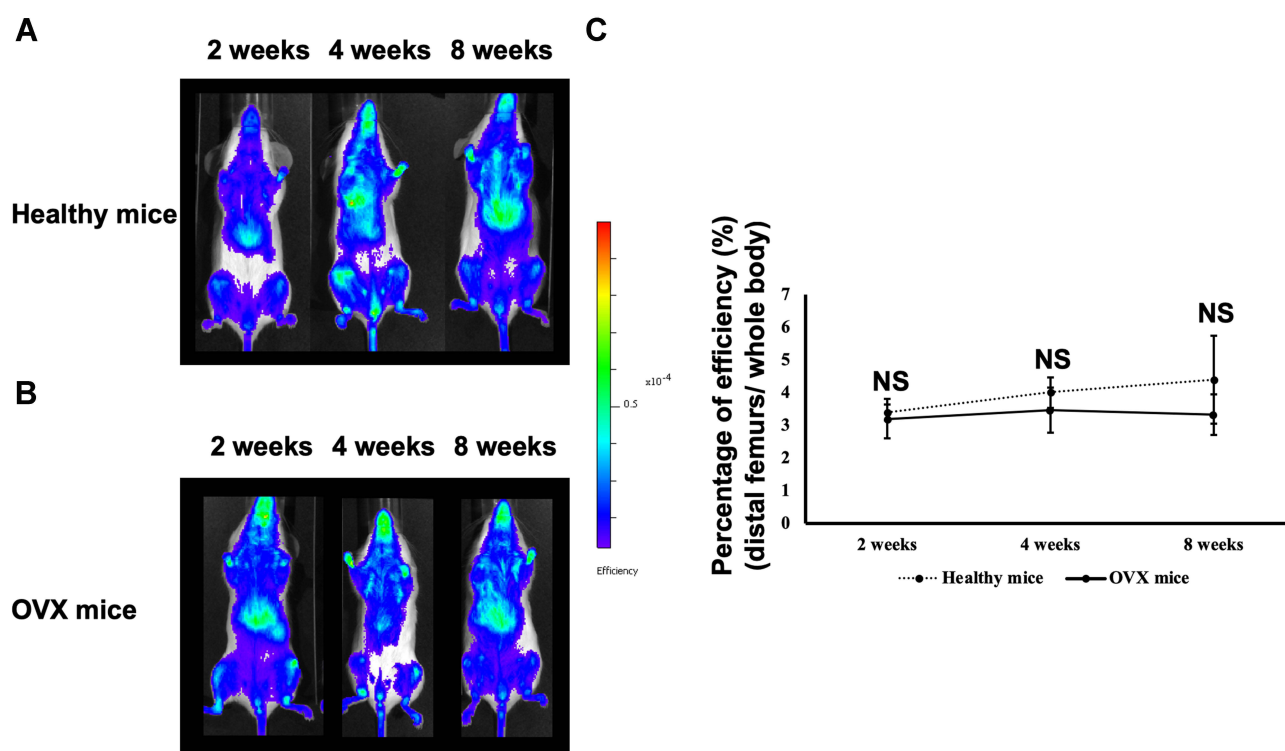 A
2 weeks 4 weeks 8 weeks
Healthy mice
B
2 weeks 4 weeks 8 weeks
OVX mice
x10⁻⁴
0.5
Efficiency
C
Percentage of efficiency (%)
(distal femurs/ whole body)
7
6
5
4
3
2
1
0
NS
NS
NS
2 weeks 4 weeks 8 weeks
Healthy mice OVX mice